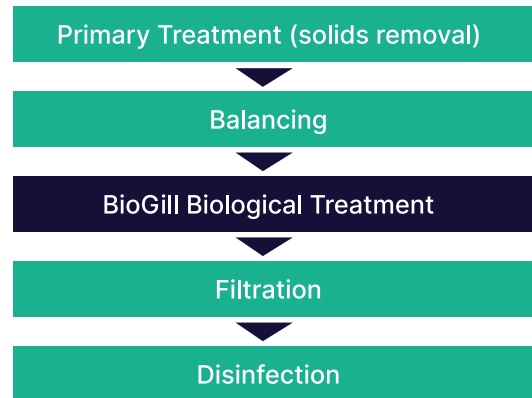 Primary Treatment (solids removal)
Balancing
BioGill Biological Treatment
Filtration
Disinfection